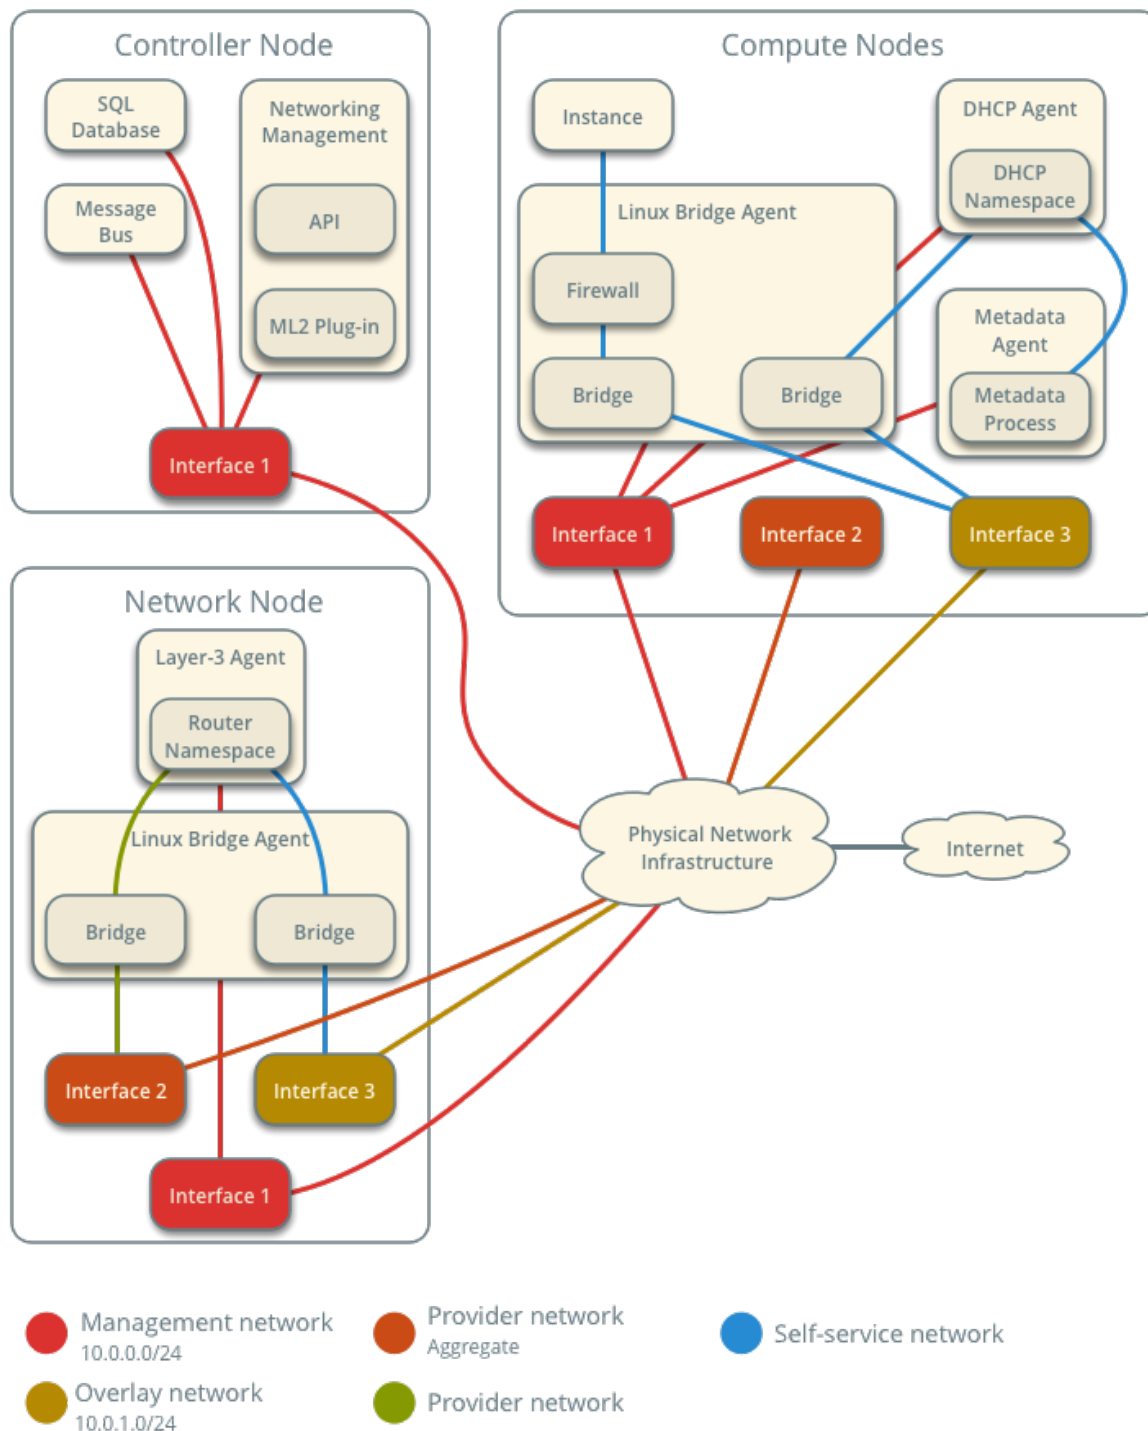 Controller Node
SQL
Database
Networking
Management
Message
Bus
API
ML2 Plug-in
Interface 1
Compute Nodes
Instance
DHCP Agent
DHCP
Namespace
Linux Bridge Agent
Firewall
Metadata
Agent
Bridge
Bridge
Metadata
Process
Interface 1
Interface 2
Interface 3
Network Node
Layer-3 Agent
Router
Namespace
Linux Bridge Agent
Bridge
Bridge
Interface 2
Interface 3
Interface 1
Physical Network
Infrastructure
Internet
Management network
10.0.0.0/24
Provider network
Aggregate
Self-service network
Overlay network
10.0.1.0/24
Provider network